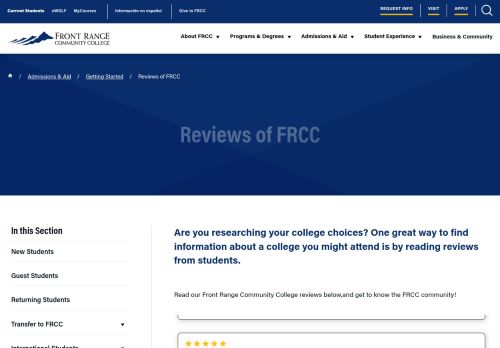 Current Students eWOLF MyCourses Información en español Give to FRCC REQUEST INFO VISIT APPLY
FRONT RANGE
COMMUNITY COLLEGE
About FRCC Programs & Degrees Admissions & Aid Student Experience Business & Community
/ Admissions & Aid / Getting Started / Reviews of FRCC
Reviews of FRCC
In this Section
New Students
Guest Students
Returning Students
Transfer to FRCC
International Students
Are you researching your college choices? One great way to find
information about a college you might attend is by reading reviews
from students.
Read our Front Range Community College reviews below,and get to know the FRCC community!